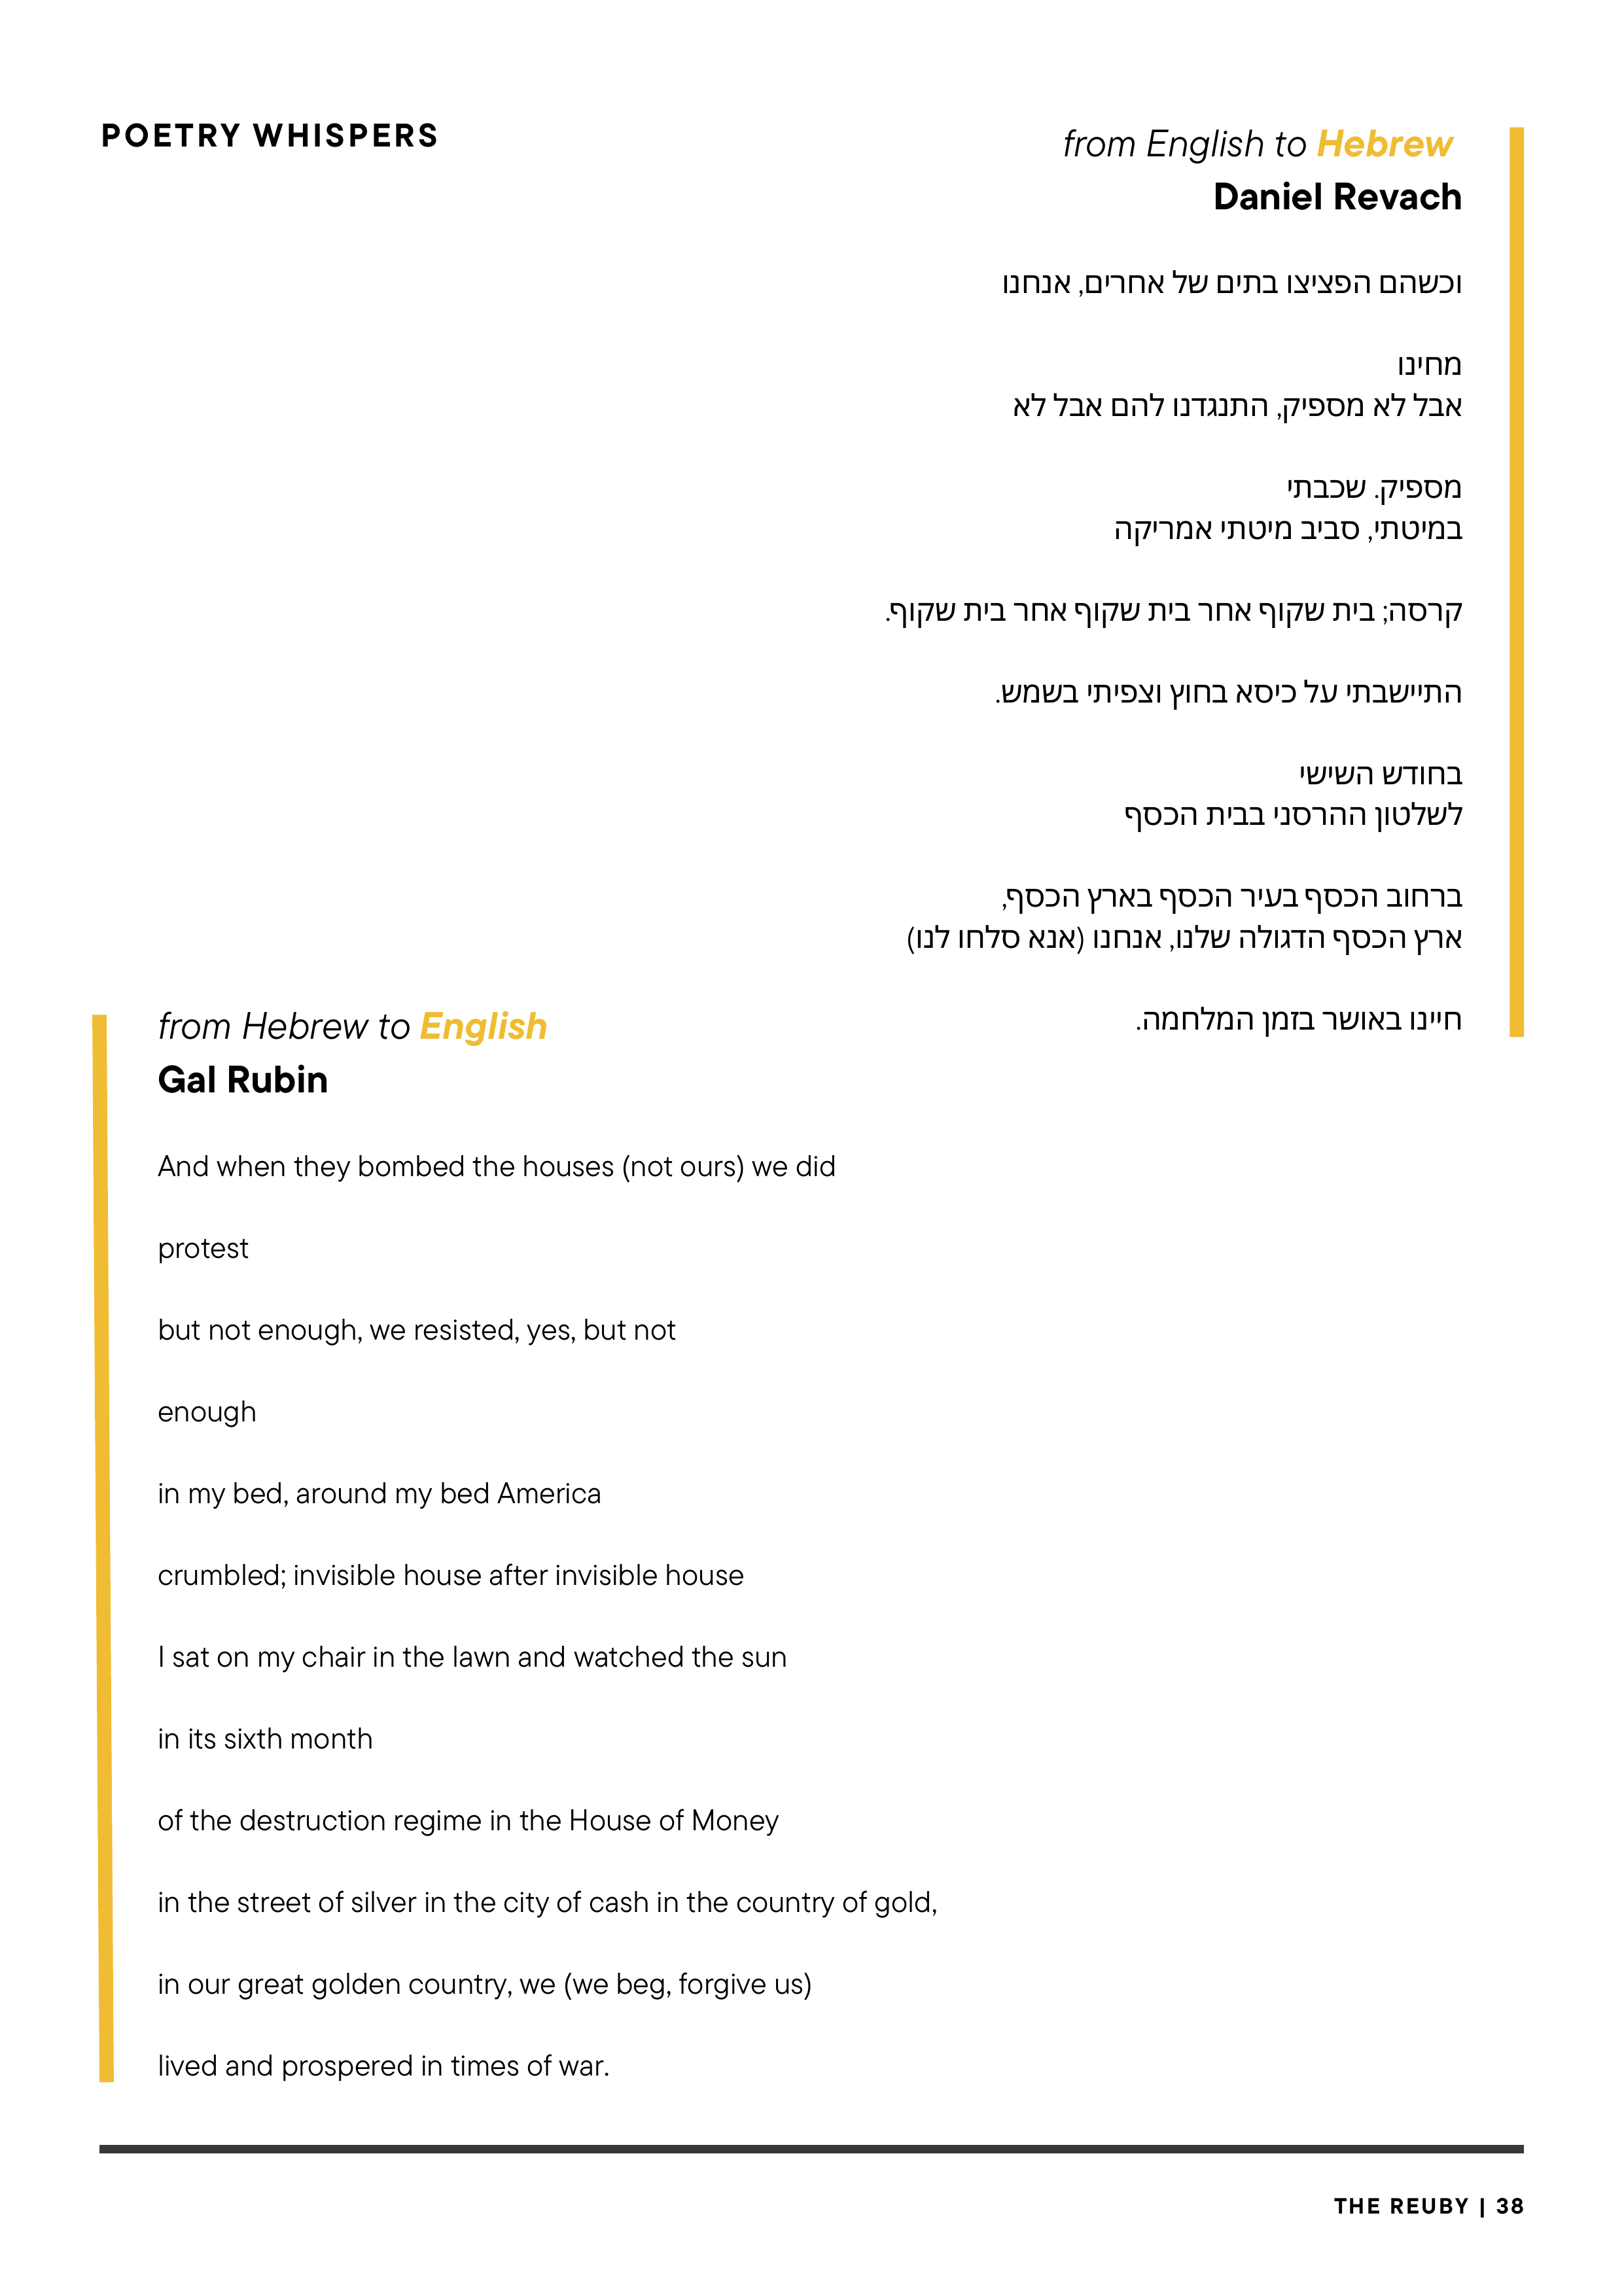 POETRY WHISPERS
from English to Hebrew
Daniel Revach
וכשהם הפציצו בתים של אחרים, אנחנו
מחינו
אבל לא מספיק, התנגדנו להם אבל לא
מספיק. שכבתי
במיטתי, סביב מיטתי אמריקה
קרסה; בית שקוף אחר בית שקוף אחר בית שקוף.
התיישבתי על כיסא בחוץ וצפיתי בשמש.
בחודש השישי
לשלטון ההרסני בבית הכסף
ברחוב הכסף בעיר הכסף בארץ הכסף,
ארץ הכסף הדגולה שלנו, אנחנו (אנא סלחו לנו)
חיינו באושר בזמן המלחמה.
from Hebrew to English
Gal Rubin
And when they bombed the houses (not ours) we did
protest
but not enough, we resisted, yes, but not
enough
in my bed, around my bed America
crumbled; invisible house after invisible house
I sat on my chair in the lawn and watched the sun
in its sixth month
of the destruction regime in the House of Money
in the street of silver in the city of cash in the country of gold,
in our great golden country, we (we beg, forgive us)
lived and prospered in times of war.
THE REUBY | 38